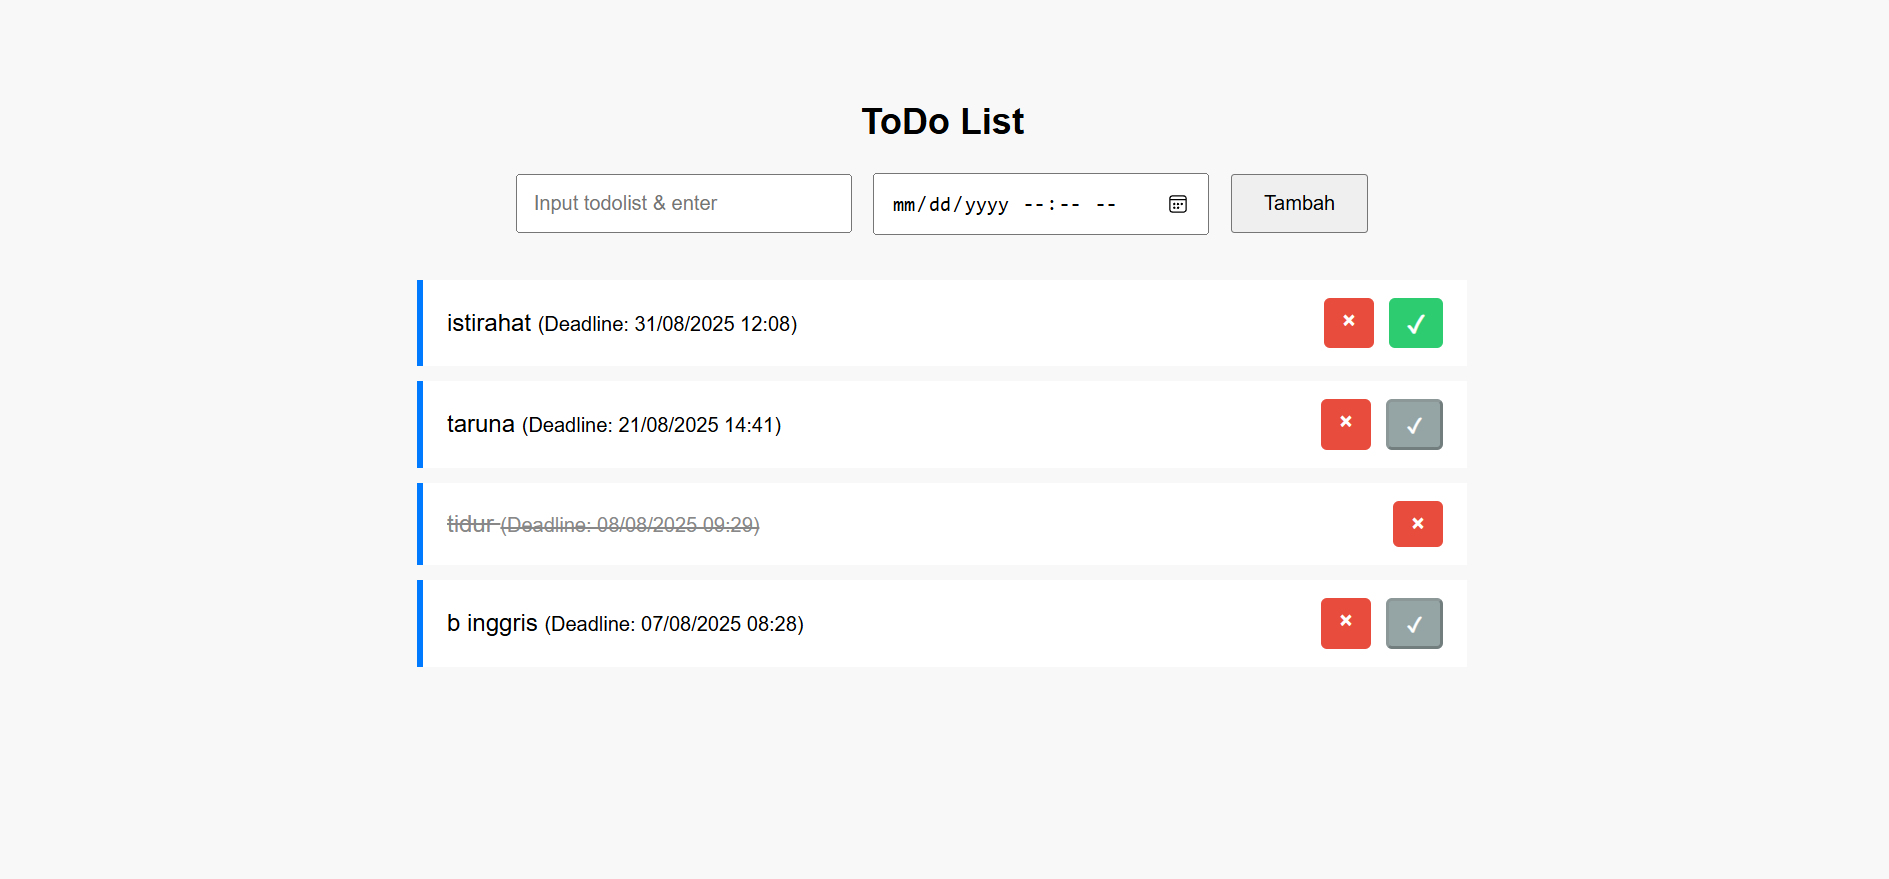 ToDo List
Input todolist & enter
mm/dd/yyyy --:-- --
Tambah
istirahat (Deadline: 31/08/2025 12:08)
taruna (Deadline: 21/08/2025 14:41)
tidur (Deadline: 08/08/2025 09:29)
b inggris (Deadline: 07/08/2025 08:28)